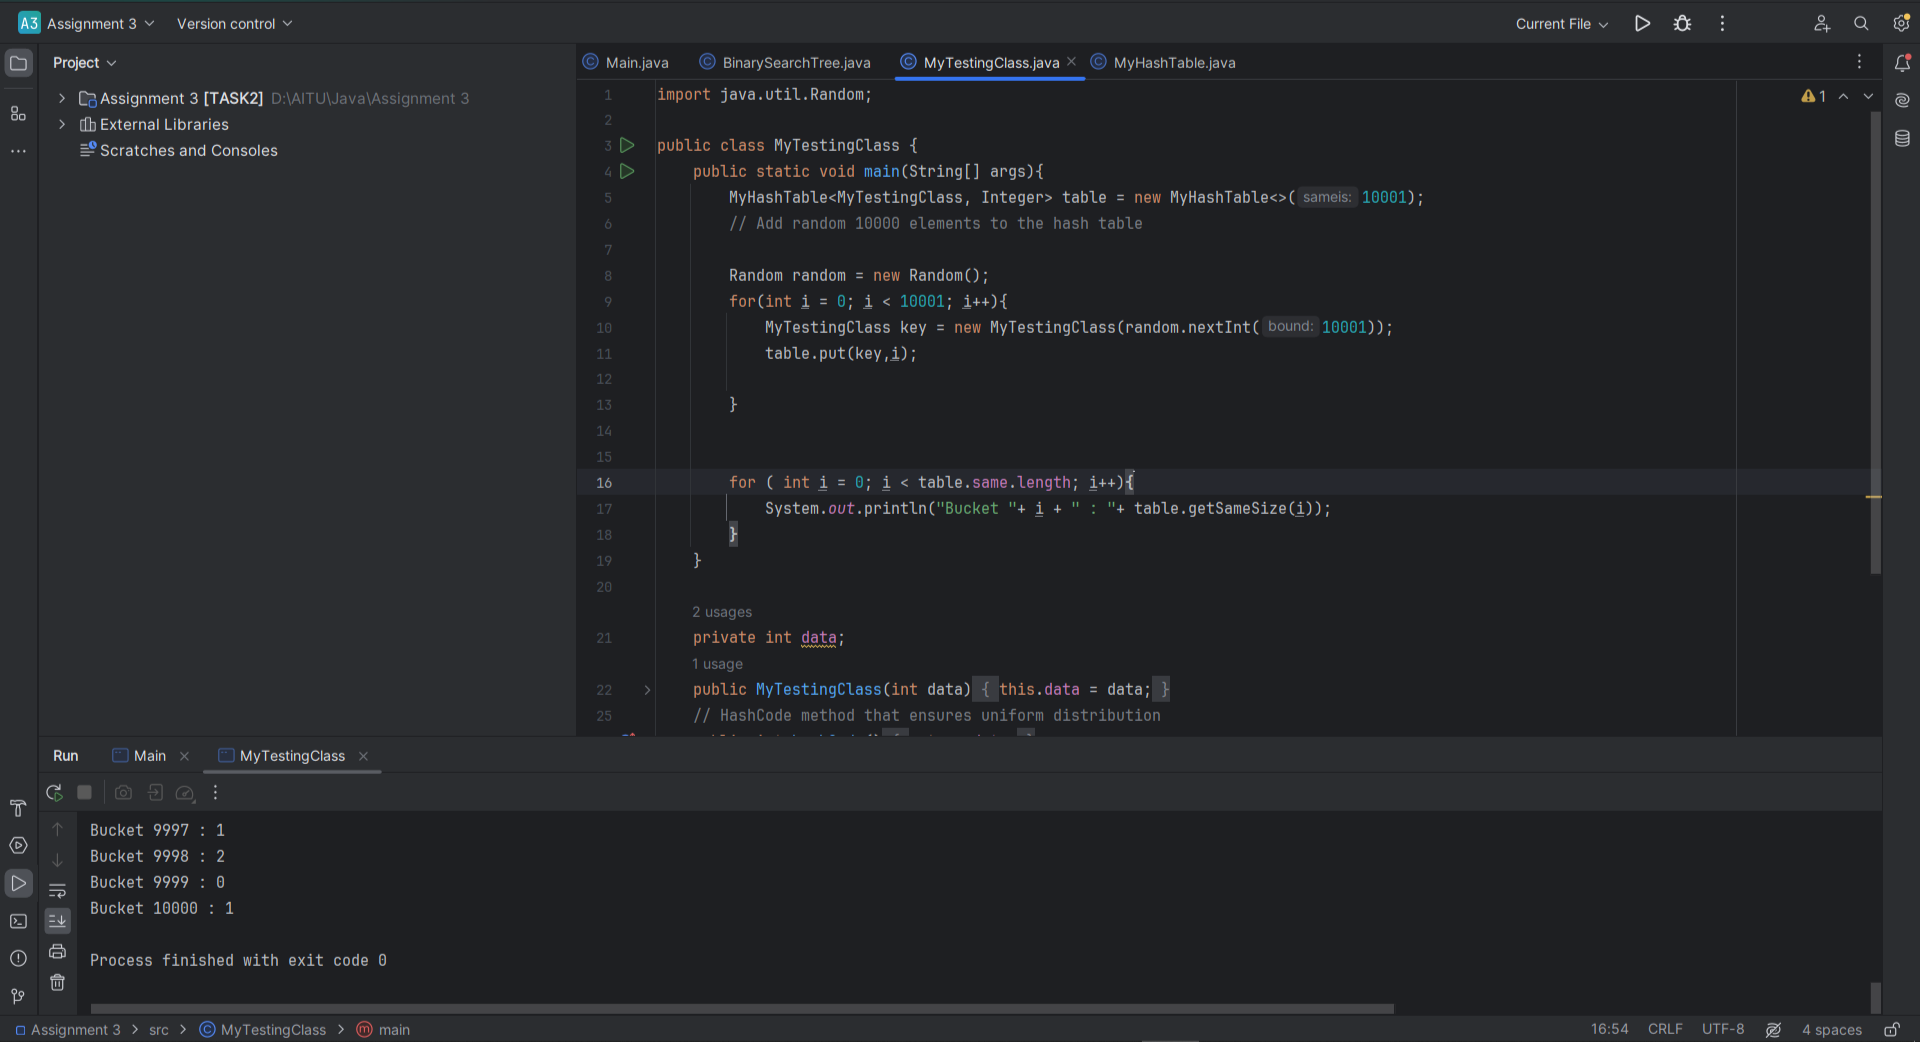 A3 Assignment 3 Version control Current File
Project
Main.java BinarySearchTree.java MyTestingClass.java MyHashTable.java
Assignment 3 [TASK2] D:\AITU\Java\Assignment 3
External Libraries
Scratches and Consoles
1 import java.util.Random;
1
2
3 public class MyTestingClass {
4 public static void main(String[] args){
5 MyHashTable<MyTestingClass, Integer> table = new MyHashTable<>( sameis: 10001);
6 // Add random 10000 elements to the hash table
7
8 Random random = new Random();
9 for(int i = 0; i < 10001; i++){
10 MyTestingClass key = new MyTestingClass(random.nextInt( bound: 10001));
11 table.put(key,i);
12
13 }
14
15
16 for ( int i = 0; i < table.same.length; i++){
17 System.out.println("Bucket "+ i + " : "+ table.getSameSize(i));
18 }
19 }
20
2 usages
21 private int data;
1 usage
22 public MyTestingClass(int data) { this.data = data; }
25 // HashCode method that ensures uniform distribution
Run Main MyTestingClass
Bucket 9997 : 1
Bucket 9998 : 2
Bucket 9999 : 0
Bucket 10000 : 1
Process finished with exit code 0
Assignment 3 > src > MyTestingClass > main 16:54 CRLF UTF-8 4 spaces